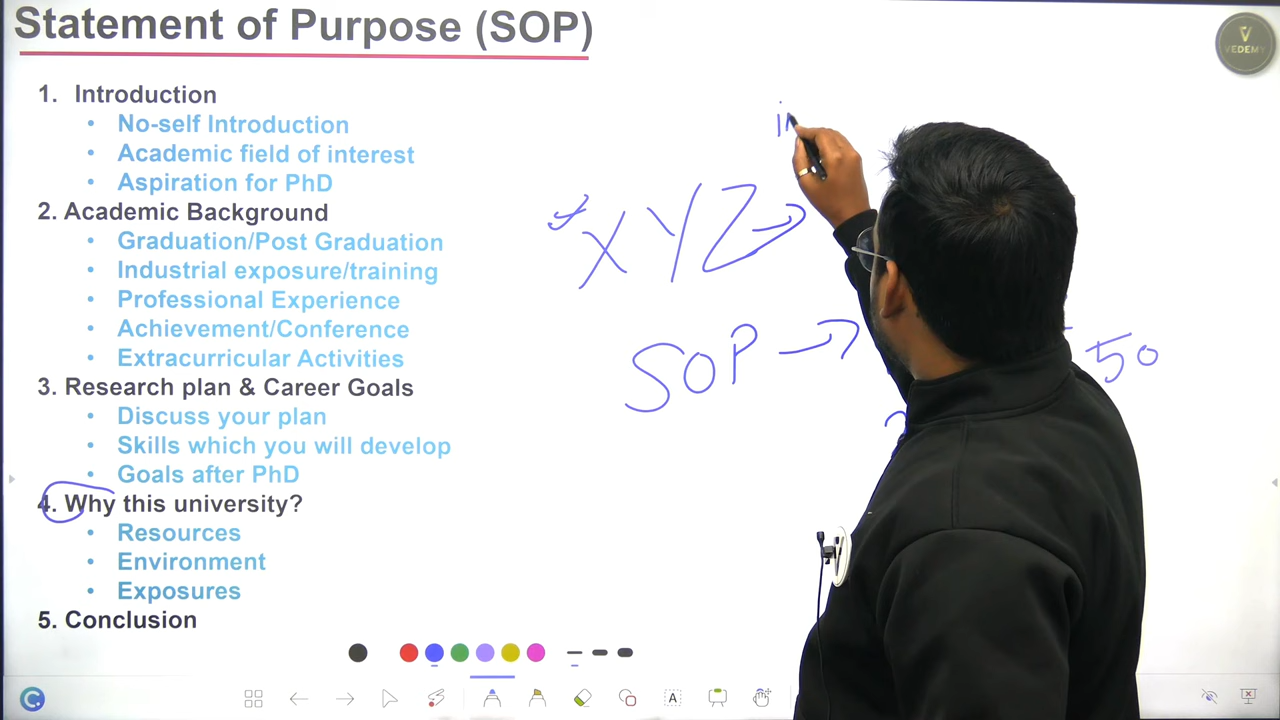 Statement of Purpose (SOP)
VEDEMY
1. Introduction
• No-self Introduction
• Academic field of interest
• Aspiration for PhD
2. Academic Background
• Graduation/Post Graduation
• Industrial exposure/training
• Professional Experience
• Achievement/Conference
• Extracurricular Activities
3. Research plan & Career Goals
• Discuss your plan
• Skills which you will develop
• Goals after PhD
4. Why this university?
• Resources
• Environment
• Exposures
5. Conclusion
in
XYZ →
SOP →
50
A